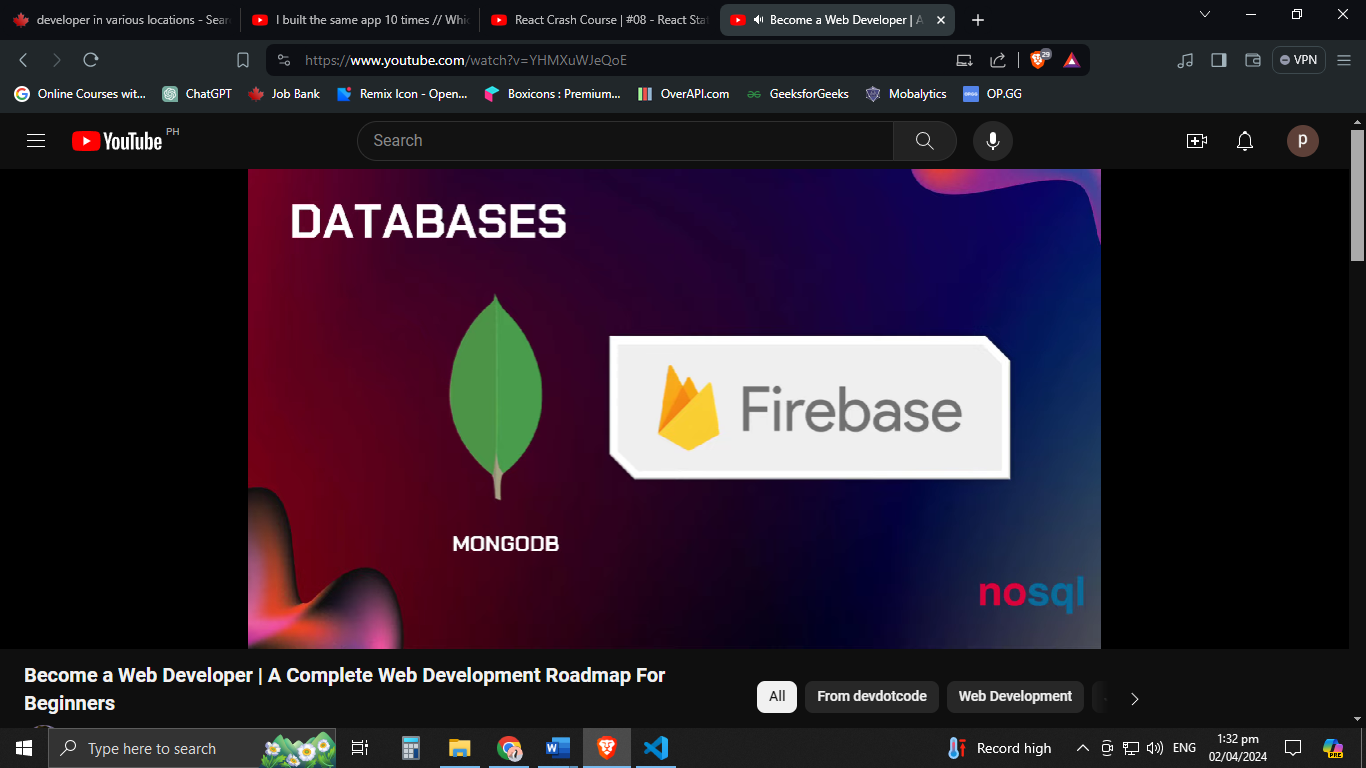 developer in various locations - Sear
I built the same app 10 times // Whic
React Crash Course | #08 - React Stat
Become a Web Developer | A
https://www.youtube.com/watch?v=YHMXuWJeQoE
29
VPN
Online Courses wit...
ChatGPT
Job Bank
Remix Icon - Open...
Boxicons : Premium...
OverAPI.com
GeeksforGeeks
Mobalytics
OP.GG
YouTube PH
Search
p
DATABASES
Firebase
MONGODB
nosql
Become a Web Developer | A Complete Web Development Roadmap For
Beginners
All
From devdotcode
Web Development
Type here to search
Record high
ENG
1:32 pm
02/04/2024
PRE